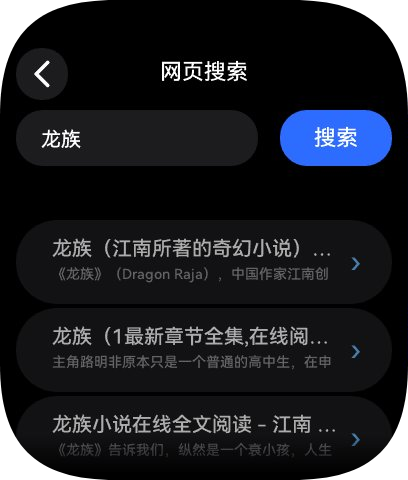 网页搜索
龙族
搜索
龙族（江南所著的奇幻小说）...
《龙族》（Dragon Raja），中国作家江南创
龙族（1最新章节全集,在线阅...
主角路明非原本只是一个普通的高中生，在申
龙族小说在线全文阅读 - 江南 ...
《龙族》告诉我们，纵然是一个衰小孩，人生